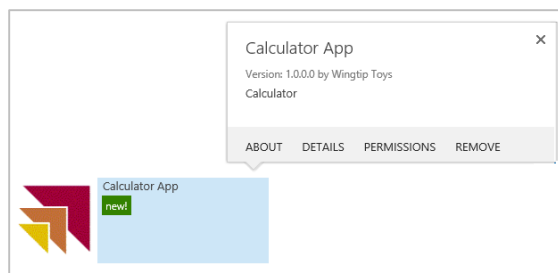 Calculator App
Version: 1.0.0.0 by Wingtip Toys
Calculator
ABOUT DETAILS PERMISSIONS REMOVE
Calculator App
new!